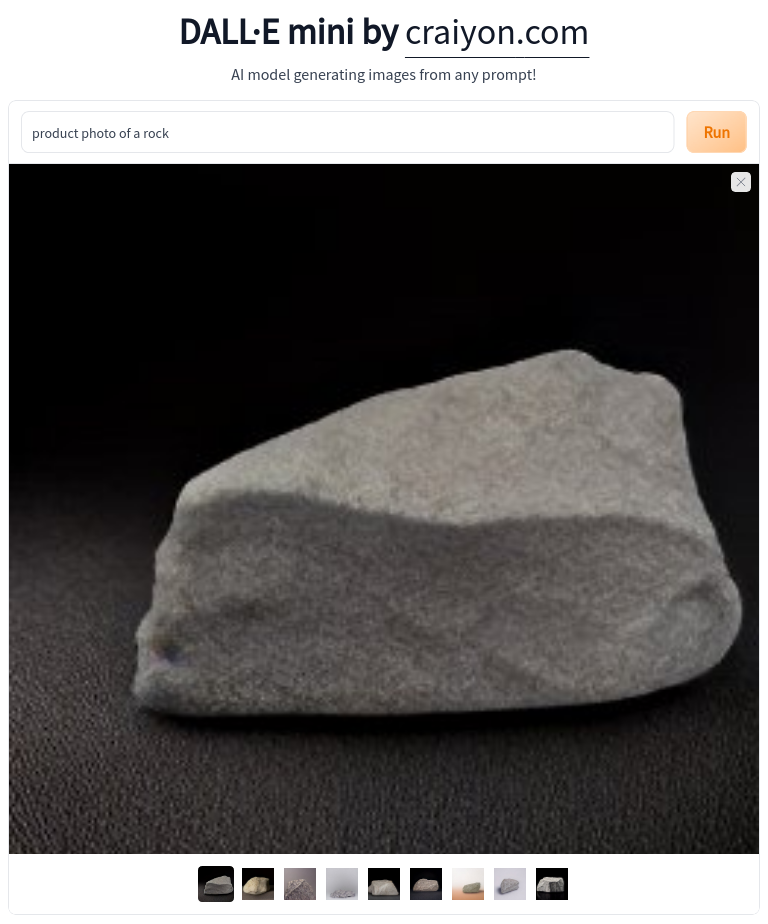 DALL·E mini by craiyon.com
AI model generating images from any prompt!
product photo of a rock
Run